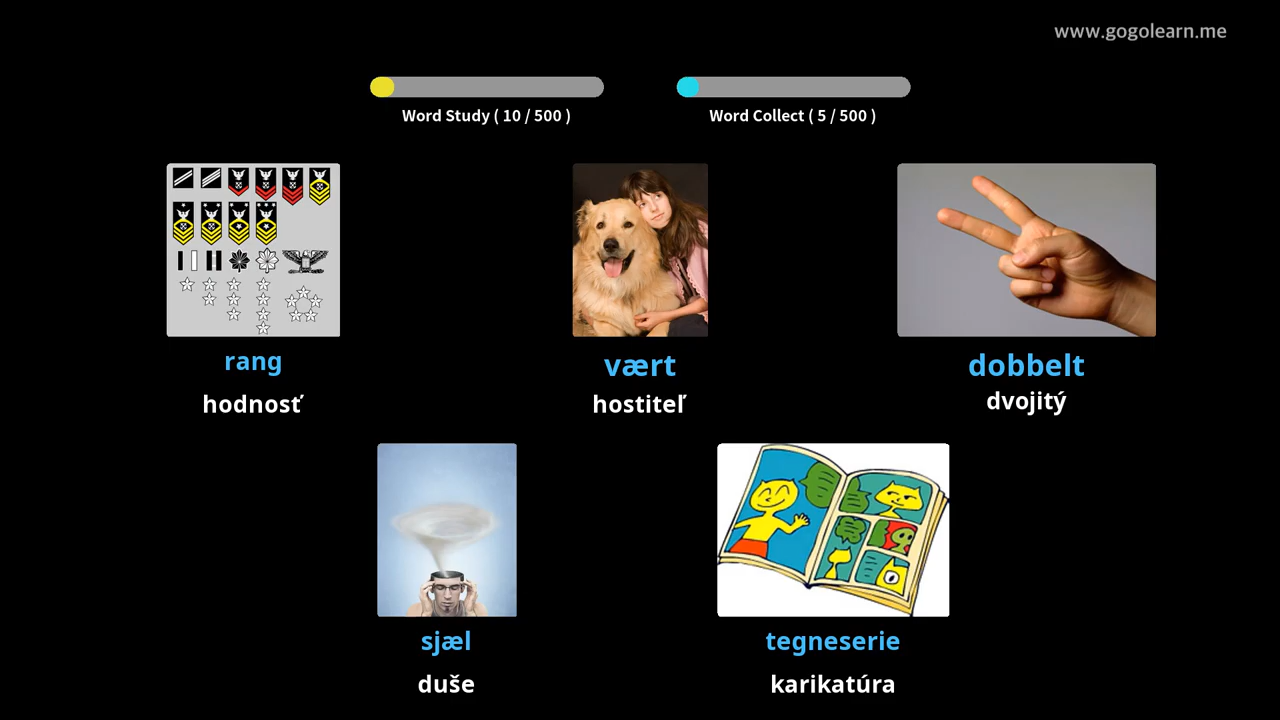 www.gogolearn.me
Word Study ( 10 / 500 )
Word Collect ( 5 / 500 )
rang
hodnosť
vært
hostiteľ
dobbelt
dvojitý
sjæl
duše
tegneserie
karikatúra